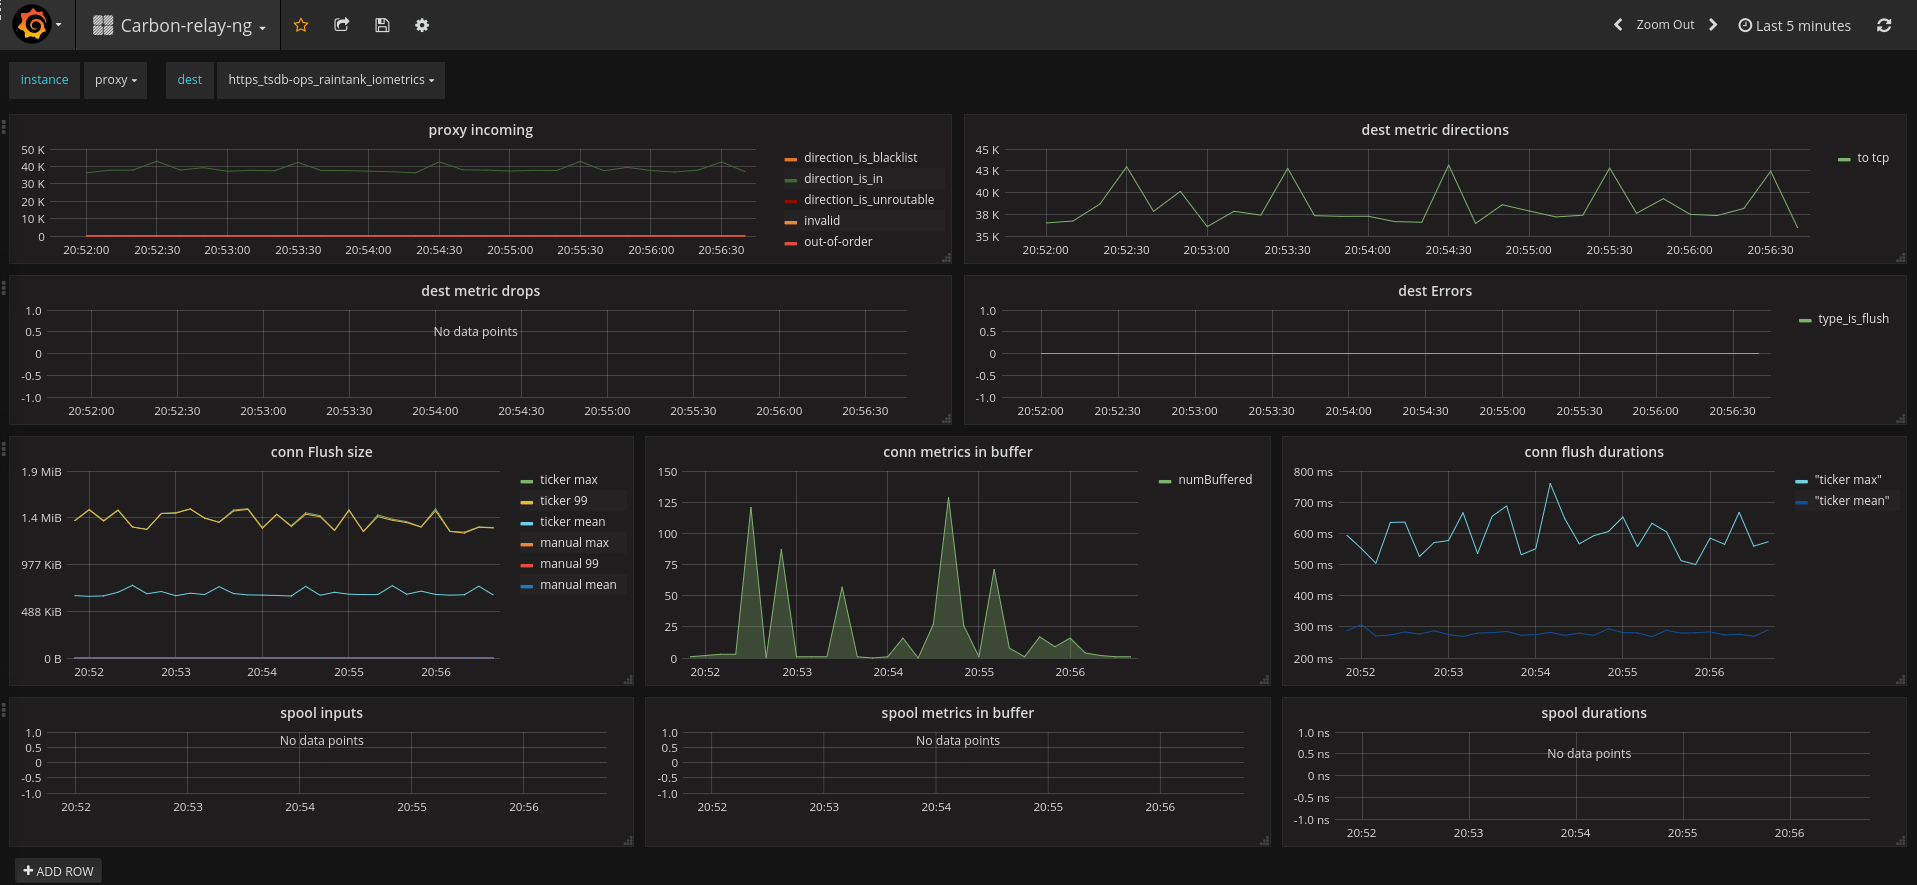 Carbon-relay-ng
Zoom Out
Last 5 minutes
instance proxy dest https_tsdb-ops_raintank_iometrics
proxy incoming
50 K
40 K
30 K
20 K
10 K
0
20:52:00 20:52:30 20:53:00 20:53:30 20:54:00 20:54:30 20:55:00 20:55:30 20:56:00 20:56:30
direction_is_blacklist
direction_is_in
direction_is_unroutable
invalid
out-of-order
dest metric directions
45 K
43 K
40 K
38 K
35 K
20:52:00 20:52:30 20:53:00 20:53:30 20:54:00 20:54:30 20:55:00 20:55:30 20:56:00 20:56:30
to tcp
dest metric drops
1.0
0.5
0
-0.5
-1.0
No data points
20:52:00 20:52:30 20:53:00 20:53:30 20:54:00 20:54:30 20:55:00 20:55:30 20:56:00 20:56:30
dest Errors
1.0
0.5
0
-0.5
-1.0
20:52:00 20:52:30 20:53:00 20:53:30 20:54:00 20:54:30 20:55:00 20:55:30 20:56:00 20:56:30
type_is_flush
conn Flush size
1.9 MiB
1.4 MiB
977 KiB
488 KiB
0 B
20:52 20:53 20:54 20:55 20:56
ticker max
ticker 99
ticker mean
manual max
manual 99
manual mean
conn metrics in buffer
150
125
100
75
50
25
0
20:52 20:53 20:54 20:55 20:56
numBuffered
conn flush durations
800 ms
700 ms
600 ms
500 ms
400 ms
300 ms
200 ms
20:52 20:53 20:54 20:55 20:56
"ticker max"
"ticker mean"
spool inputs
1.0
0.5
0
-0.5
-1.0
No data points
20:52 20:53 20:54 20:55 20:56
spool metrics in buffer
1.0
0.5
0
-0.5
-1.0
No data points
20:52 20:53 20:54 20:55 20:56
spool durations
1.0 ns
0.5 ns
0 ns
-0.5 ns
-1.0 ns
No data points
20:52 20:53 20:54 20:55 20:56
+ ADD ROW